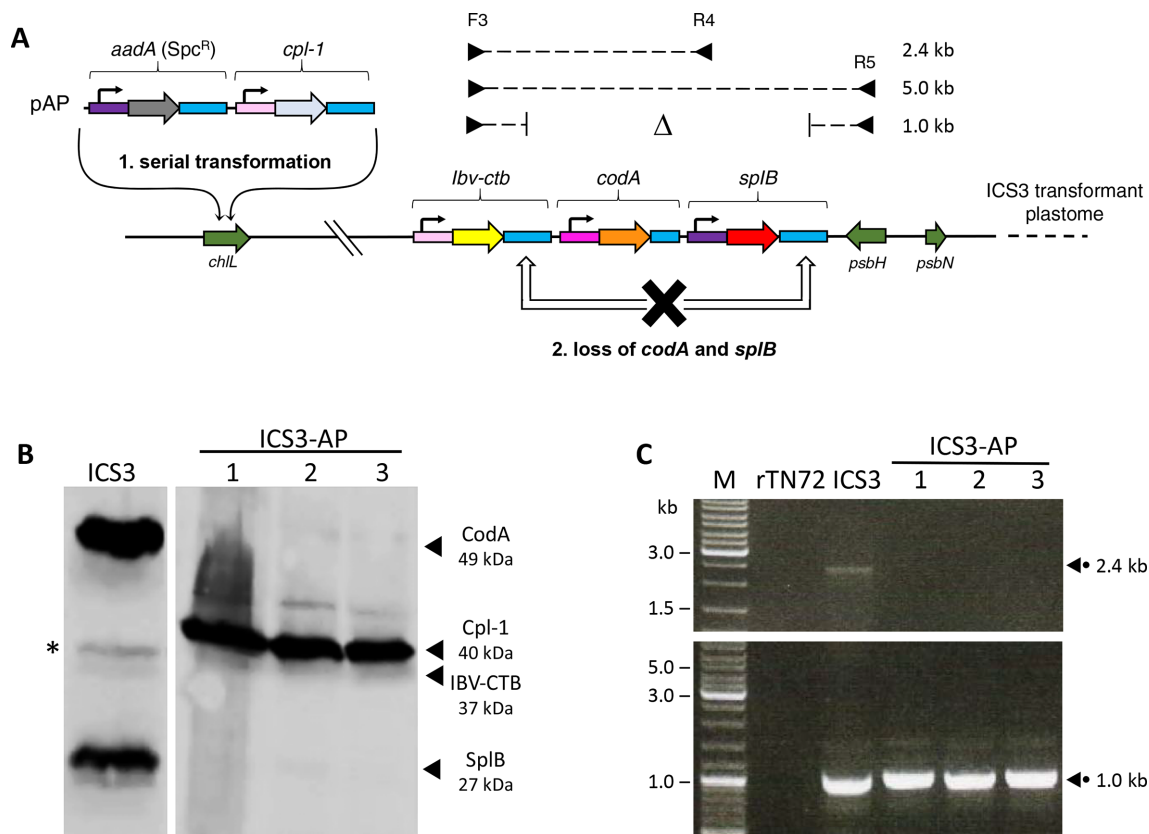 A
aadA (SpcR) cpl-1
pAP
1. serial transformation
F3 R4
2.4 kb
R5
5.0 kb
Δ 1.0 kb
Ibv-ctb codA splB
ICS3 transformant
plastome
chlL
psbH psbN
2. loss of codA and splB
B
ICS3-AP
ICS3 1 2 3
CodA
49 kDa
*
Cpl-1
40 kDa
IBV-CTB
37 kDa
SplB
27 kDa
C
ICS3-AP
M rTN72 ICS3 1 2 3
kb
3.0
2.4 kb
1.5
5.0
3.0
1.0
1.0 kb